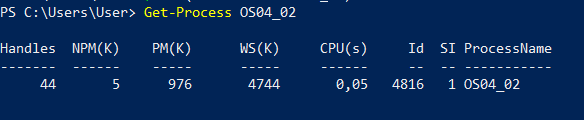 PS C:\Users\User> Get-Process OS04_02
Handles NPM(K) PM(K) WS(K) CPU(s) Id SI ProcessName
------- ------ ----- ----- ------ -- -- -----------
44 5 976 4744 0,05 4816 1 OS04_02